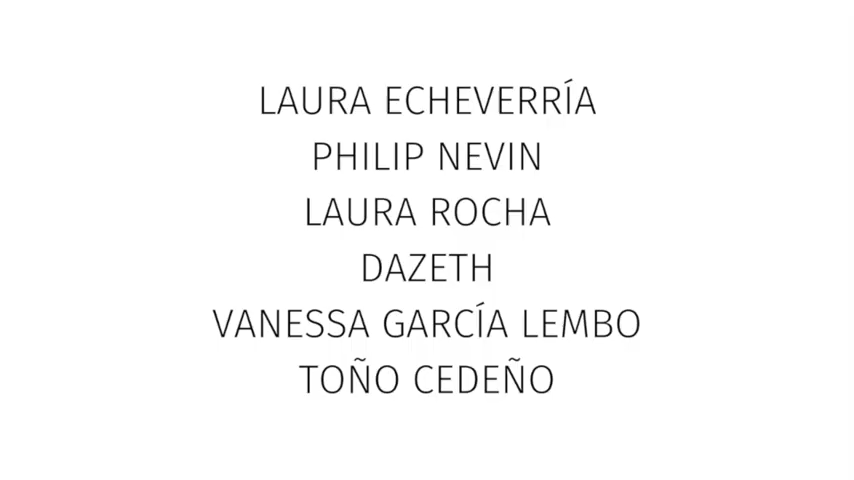 LAURA ECHEVERRÍA
PHILIP NEVIN
LAURA ROCHA
DAZETH
VANESSA GARCÍA LEMBO
TOÑO CEDEÑO